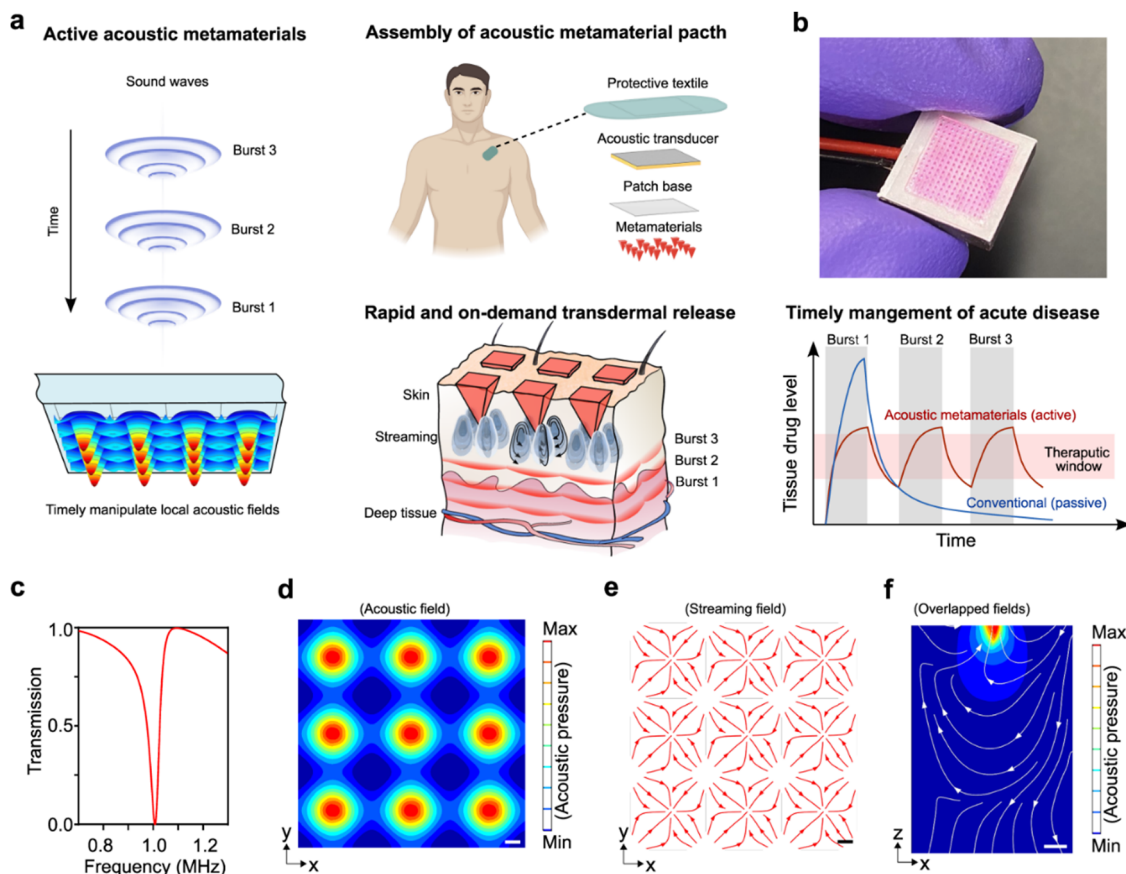 a
Active acoustic metamaterials
Sound waves
Time
Burst 3
Burst 2
Burst 1
Timely manipulate local acoustic fields
Assembly of acoustic metamaterial pacth
Protective textile
Acoustic transducer
Patch base
Metamaterials
b
Rapid and on-demand transdermal release
Skin
Streaming
Deep tissue
Burst 3
Burst 2
Burst 1
Timely mangement of acute disease
Burst 1
Burst 2
Burst 3
Tissue drug level
Acoustic metamaterials (active)
Theraputic
window
Conventional (passive)
Time
c
Transmission
1.0
0.5
0.0
0.8
1.0
1.2
Frequency (MHz)
d
(Acoustic field)
Max
(Acoustic pressure)
Min
y
x
e
(Streaming field)
y
x
f
(Overlapped fields)
Max
(Acoustic pressure)
Min
z
x